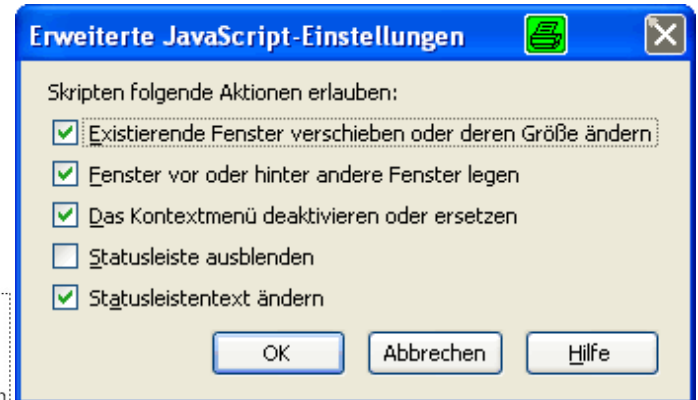 Erweiterte JavaScript-Einstellungen
Skripten folgende Aktionen erlauben:
Existierende Fenster verschieben oder deren Größe ändern
Fenster vor oder hinter andere Fenster legen
Das Kontextmenü deaktivieren oder ersetzen
Statusleiste ausblenden
Statusleistentext ändern
OK Abbrechen Hilfe